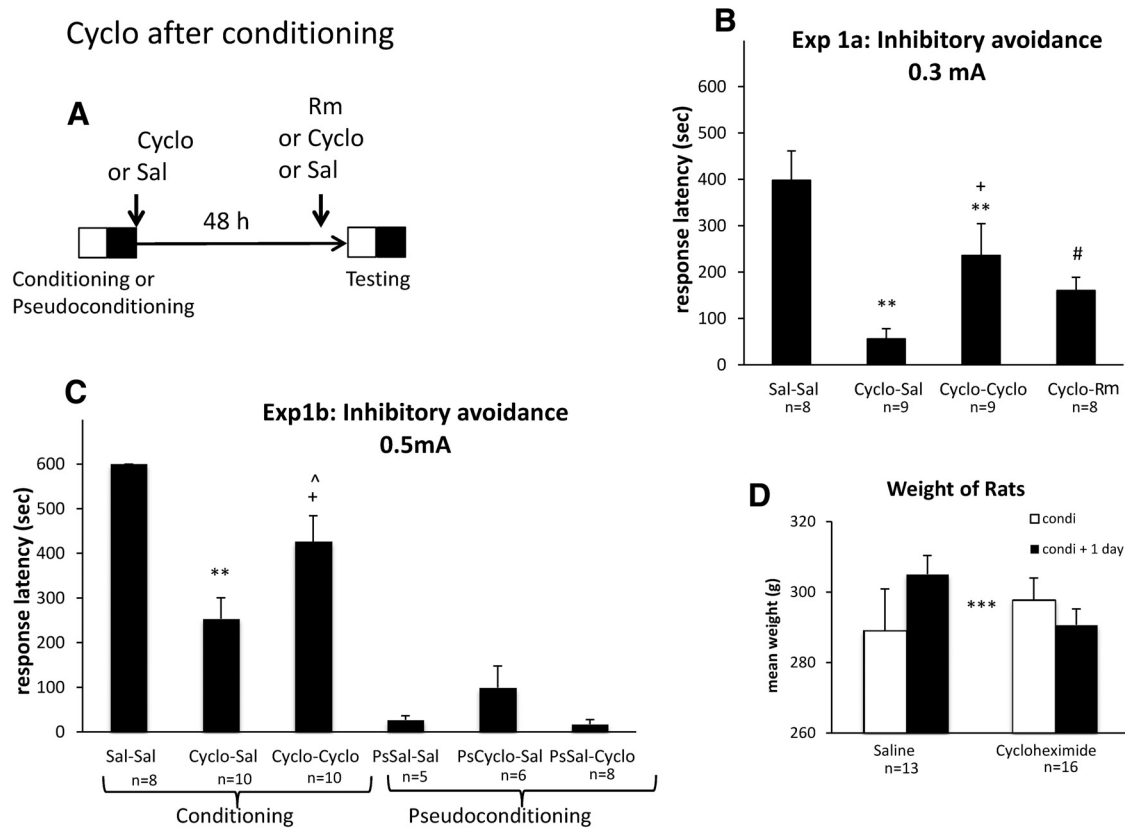 Cyclo after conditioning
A
Cyclo
or Sal
Rm
or Cyclo
or Sal
48 h
Conditioning or
Pseudoconditioning
Testing
B
Exp 1a: Inhibitory avoidance
0.3 mA
response latency (sec)
600
500
400
300
200
100
0
+
**
**
#
Sal-Sal Cyclo-Sal Cyclo-Cyclo Cyclo-Rm
n=8 n=9 n=9 n=8
C
Exp1b: Inhibitory avoidance
0.5mA
response latency (sec)
600
500
400
300
200
100
0
**
^
+
Sal-Sal Cyclo-Sal Cyclo-Cyclo PsSal-Sal PsCyclo-Sal PsSal-Cyclo
n=8 n=10 n=10 n=5 n=6 n=8
Conditioning Pseudoconditioning
D
Weight of Rats
condi
condi + 1 day
mean weight (g)
320
300
280
260
***
Saline Cycloheximide
n=13 n=16